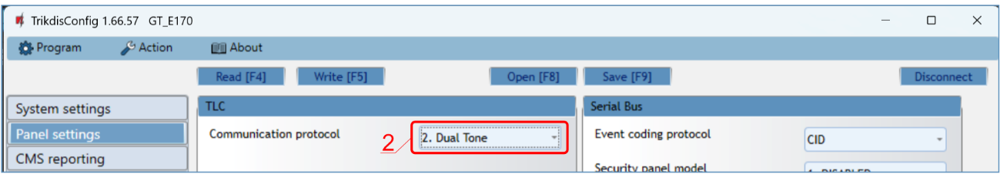 TrikdisConfig 1.66.57 GT_E170
Program Action About
Read [F4] Write [F5] Open [F8] Save [F9] Disconnect
System settings
Panel settings
CMS reporting
TLC
Communication protocol
2
2. Dual Tone
Serial Bus
Event coding protocol
CID
Security panel model